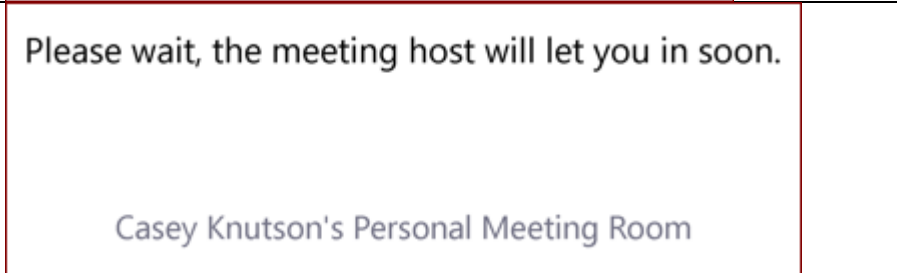 Please wait, the meeting host will let you in soon.
Casey Knutson's Personal Meeting Room